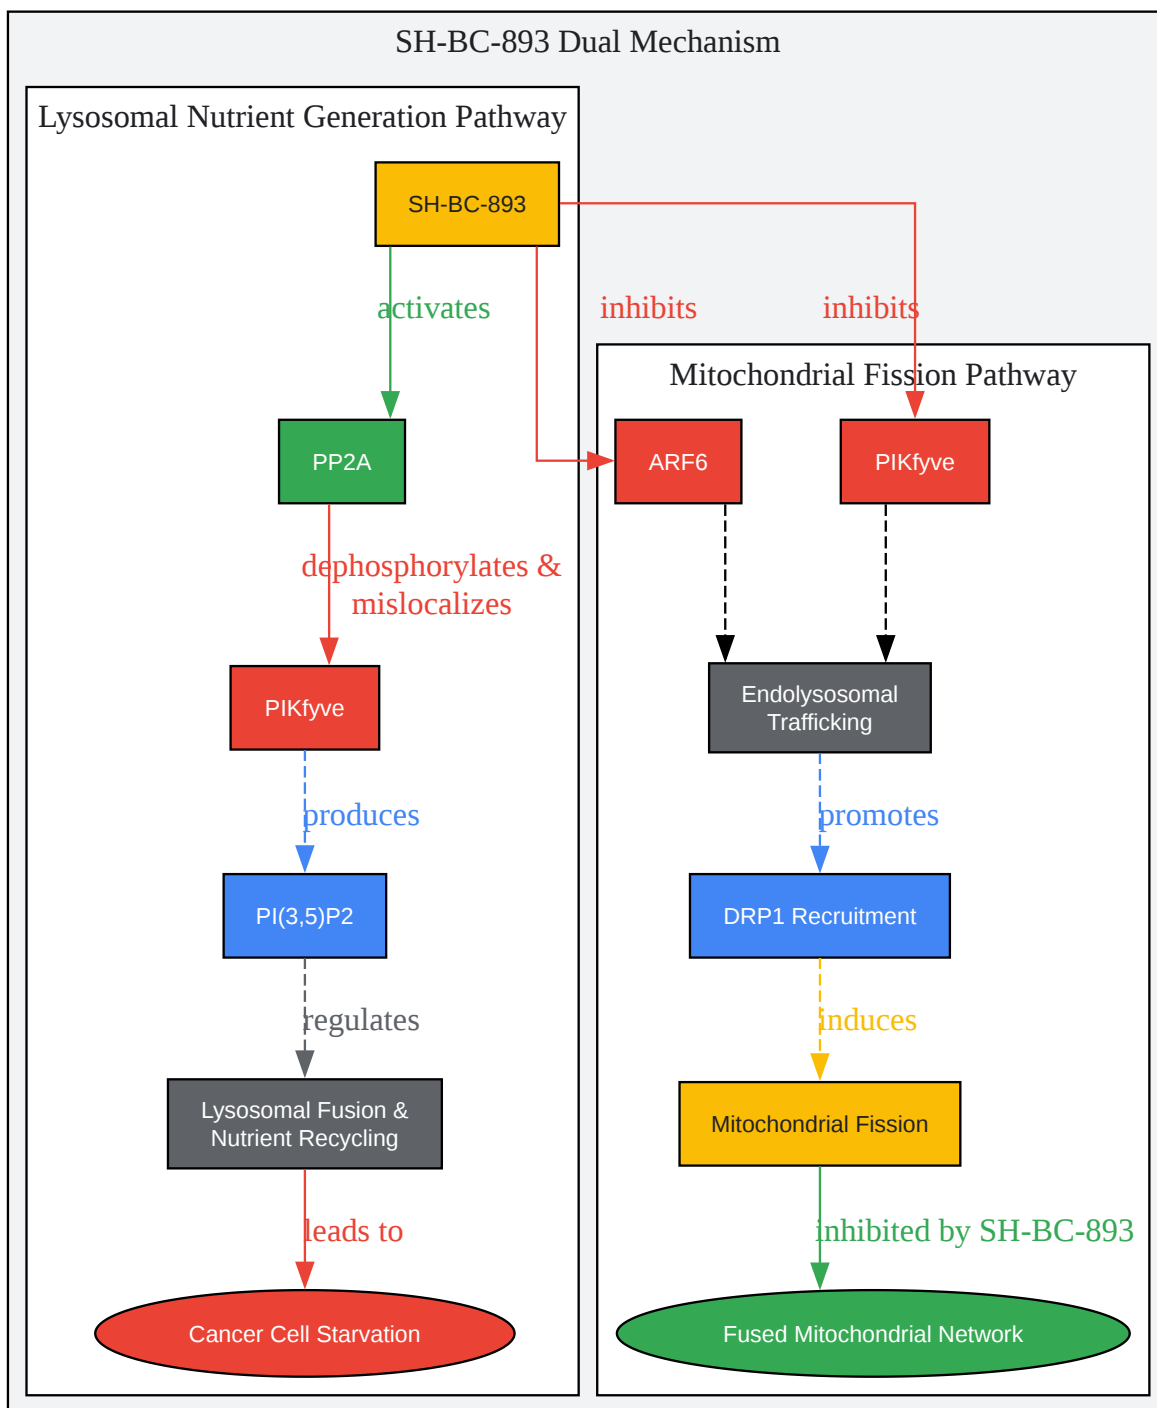 SH-BC-893 Dual Mechanism
Lysosomal Nutrient Generation Pathway
SH-BC-893
activates
inhibits
inhibits
Mitochondrial Fission Pathway
PP2A
ARF6
PIKfyve
dephosphorylates &
mislocalizes
PIKfyve
Endolysosomal
Trafficking
produces
promotes
PI(3,5)P2
DRP1 Recruitment
regulates
induces
Lysosomal Fusion &
Nutrient Recycling
Mitochondrial Fission
leads to
inhibited by SH-BC-893
Cancer Cell Starvation
Fused Mitochondrial Network